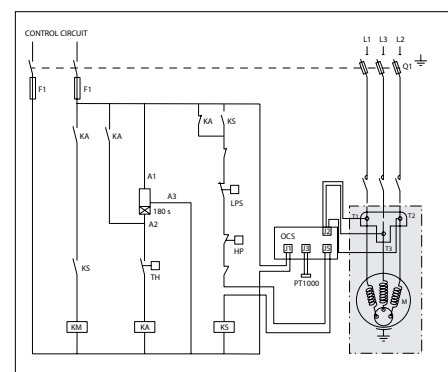 CONTROL CIRCUIT
L1 L3 L2
Q1
F1 F1
KA KA KA KS
A1
A3
180 s
A2
LPS
T1 T2
T3
OCS
J2
J1 J3 J5
HP
PT1000
KS
TH
M
KM KA KS